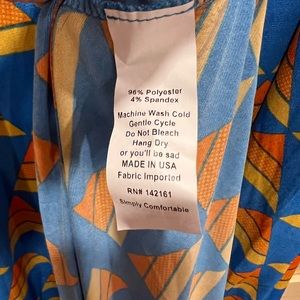 96% Polyester
4% Spandex
Machine Wash Cold
Gentle Cycle
Do Not Bleach
Hang Dry
or you'll be sad
MADE IN USA
Fabric Imported
RN# 142161
Simply Comfortable